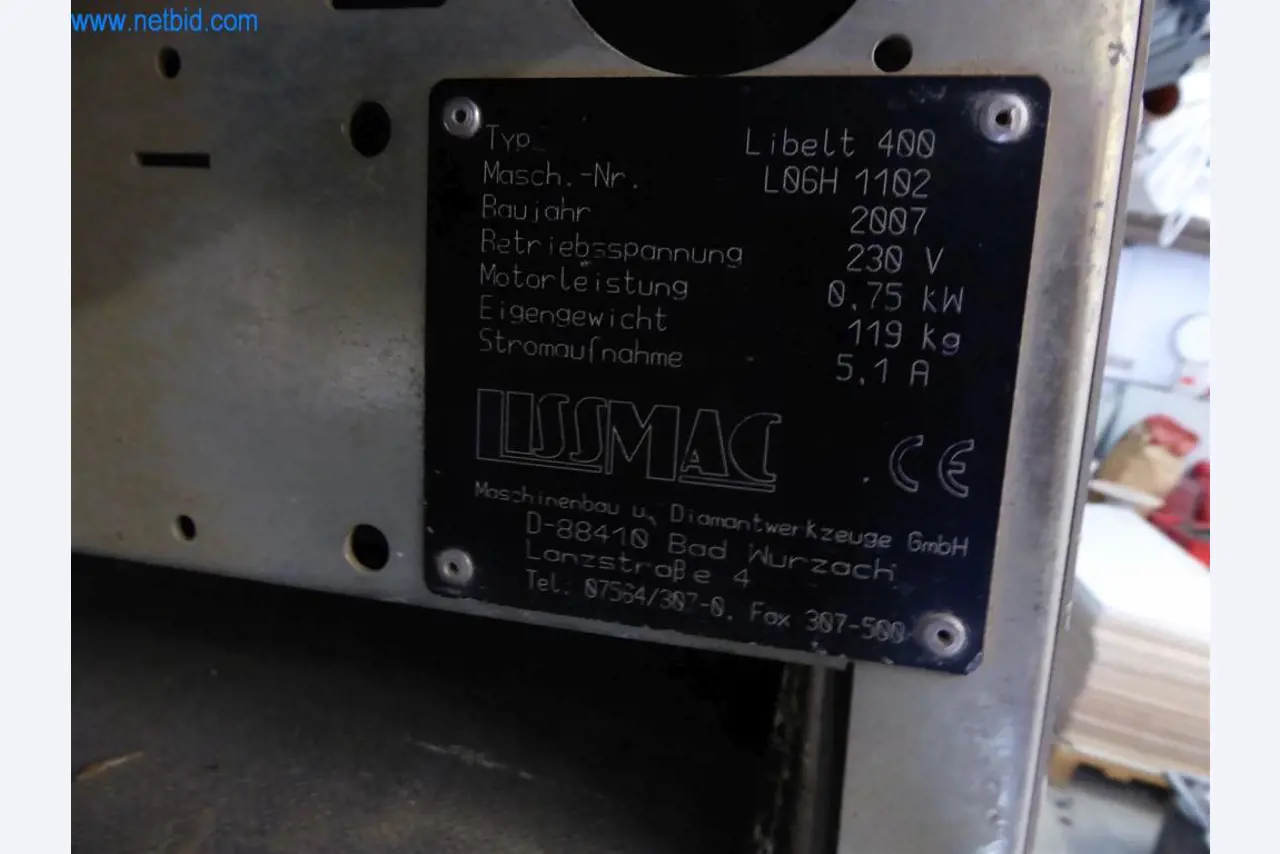 www.netbid.com
Typ Libelt 400
Masch.-Nr. L06H 1102
Baujahr 2007
Betriebsspannung 230 V
Motorleistung 0,75 kW
Eigengewicht 119 kg
Stromaufnahme 5,1 A
LISSMAC
CE
Maschinenbau u. Diamantwerkzeuge GmbH
D-88410 Bad Wurzach
Lanzstraße 4
Tel. 07564/307-0, Fax 307-500